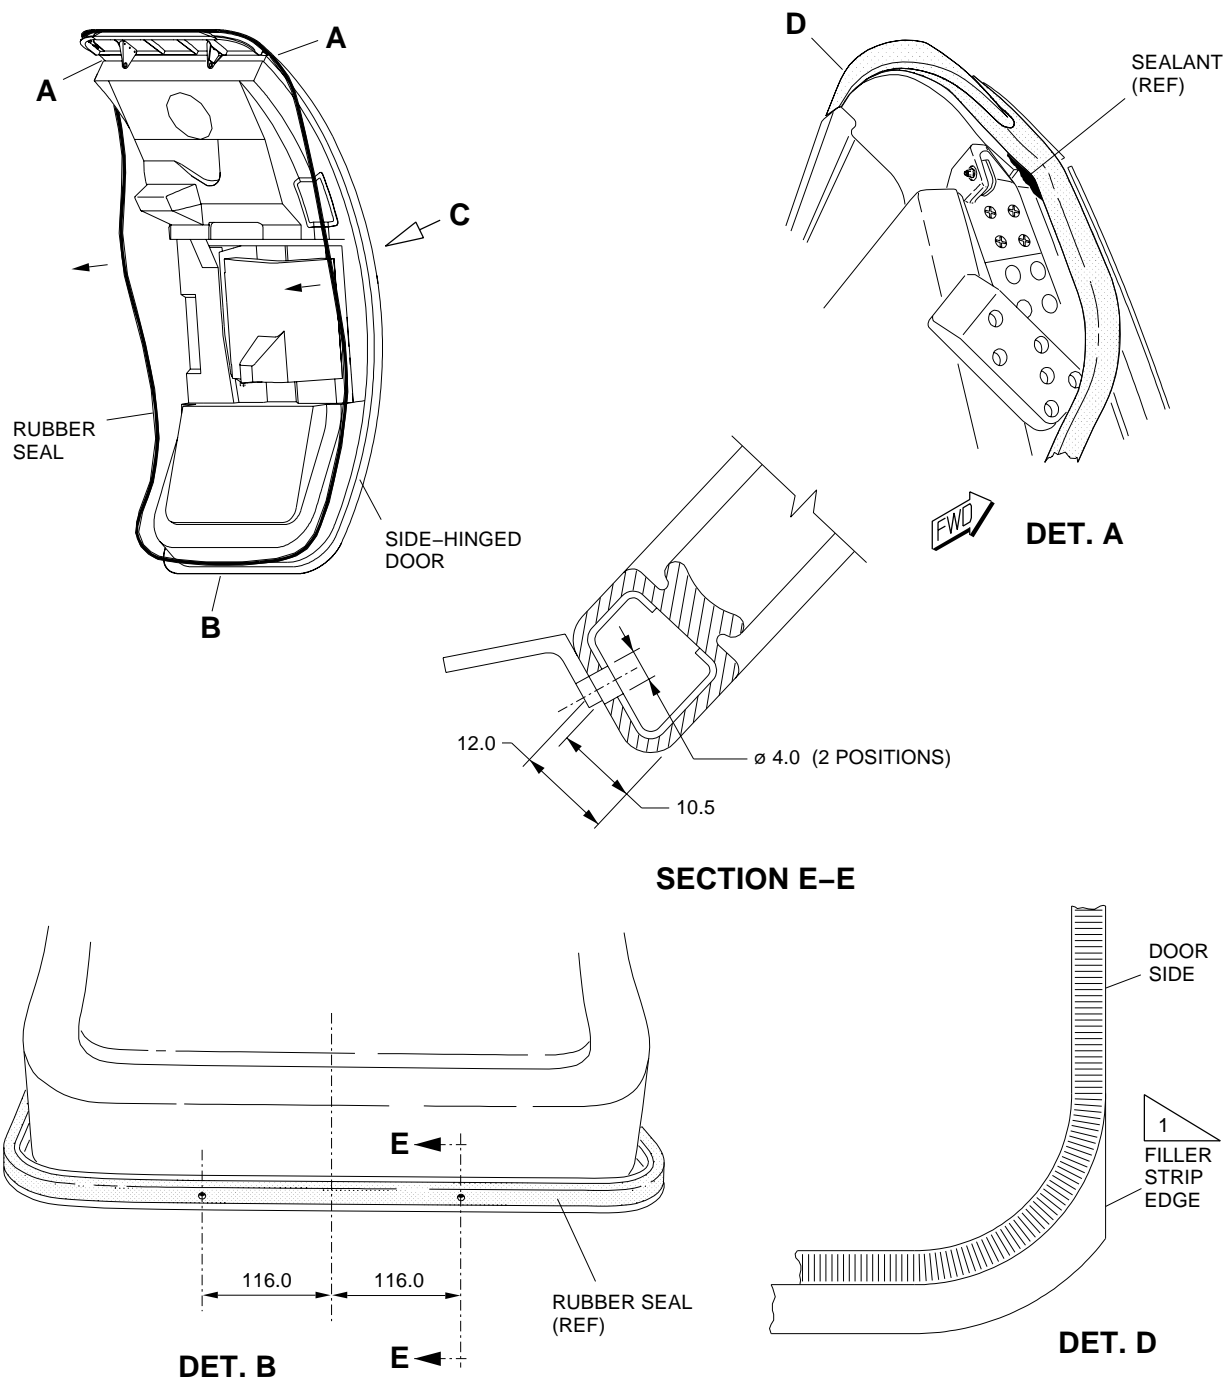 A
A
C
RUBBER
SEAL
SIDE–HINGED
DOOR
B
D
SEALANT
(REF)
FWD
DET. A
12.0
ø 4.0 (2 POSITIONS)
10.5
SECTION E–E
E
116.0
116.0
RUBBER SEAL
(REF)
E
DET. B
DOOR
SIDE
1
FILLER
STRIP
EDGE
DET. D